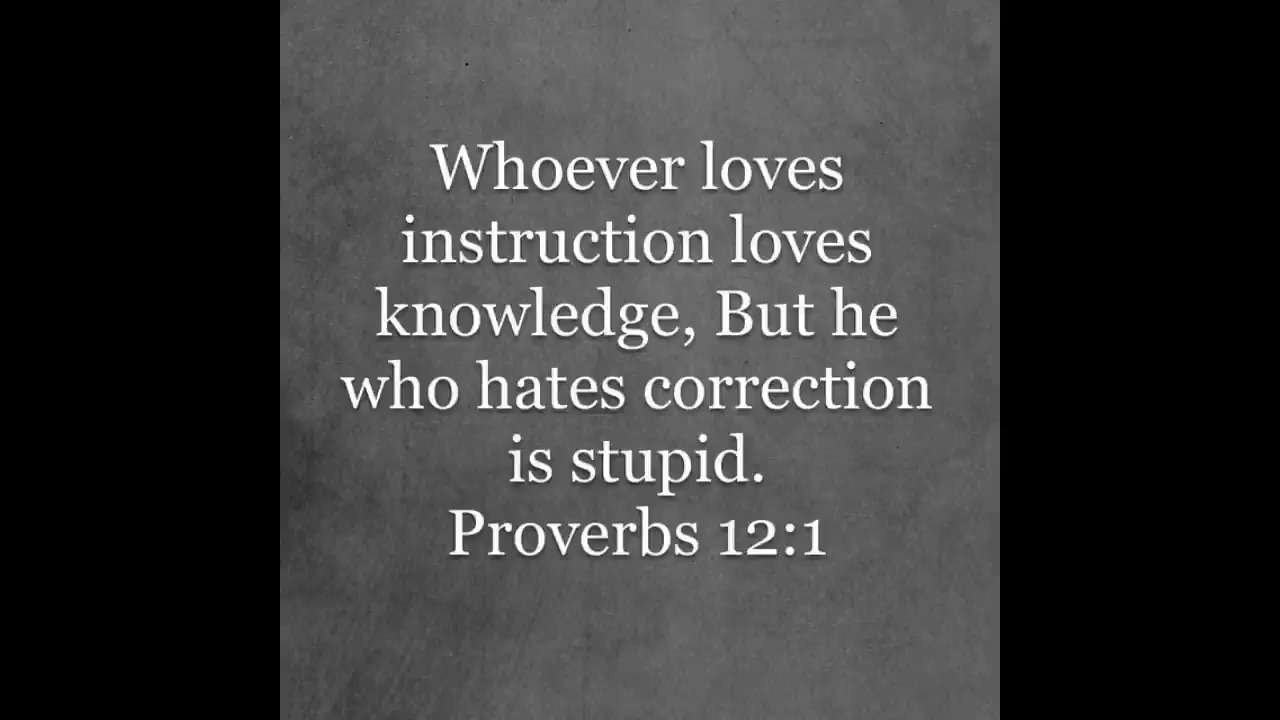 Whoever loves
instruction loves
knowledge, But he
who hates correction
is stupid.
Proverbs 12:1